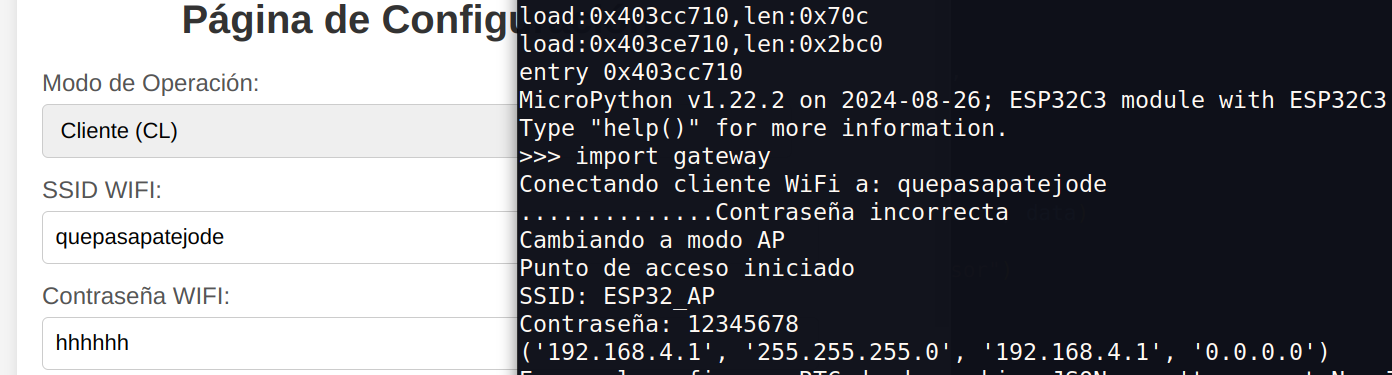 Página de Configu
Modo de Operación:
Cliente (CL)
SSID WIFI:
quepasapatejode
Contraseña WIFI:
hhhhhh
load:0x403cc710,len:0x70c
load:0x403ce710,len:0x2bc0
entry 0x403cc710
MicroPython v1.22.2 on 2024-08-26; ESP32C3 module with ESP32C3
Type "help()" for more information.
>>> import gateway
Conectando cliente WiFi a: quepasapatejode
..............Contraseña incorrecta
Cambiando a modo AP
Punto de acceso iniciado
SSID: ESP32_AP
Contraseña: 12345678
('192.168.4.1', '255.255.255.0', '192.168.4.1', '0.0.0.0')